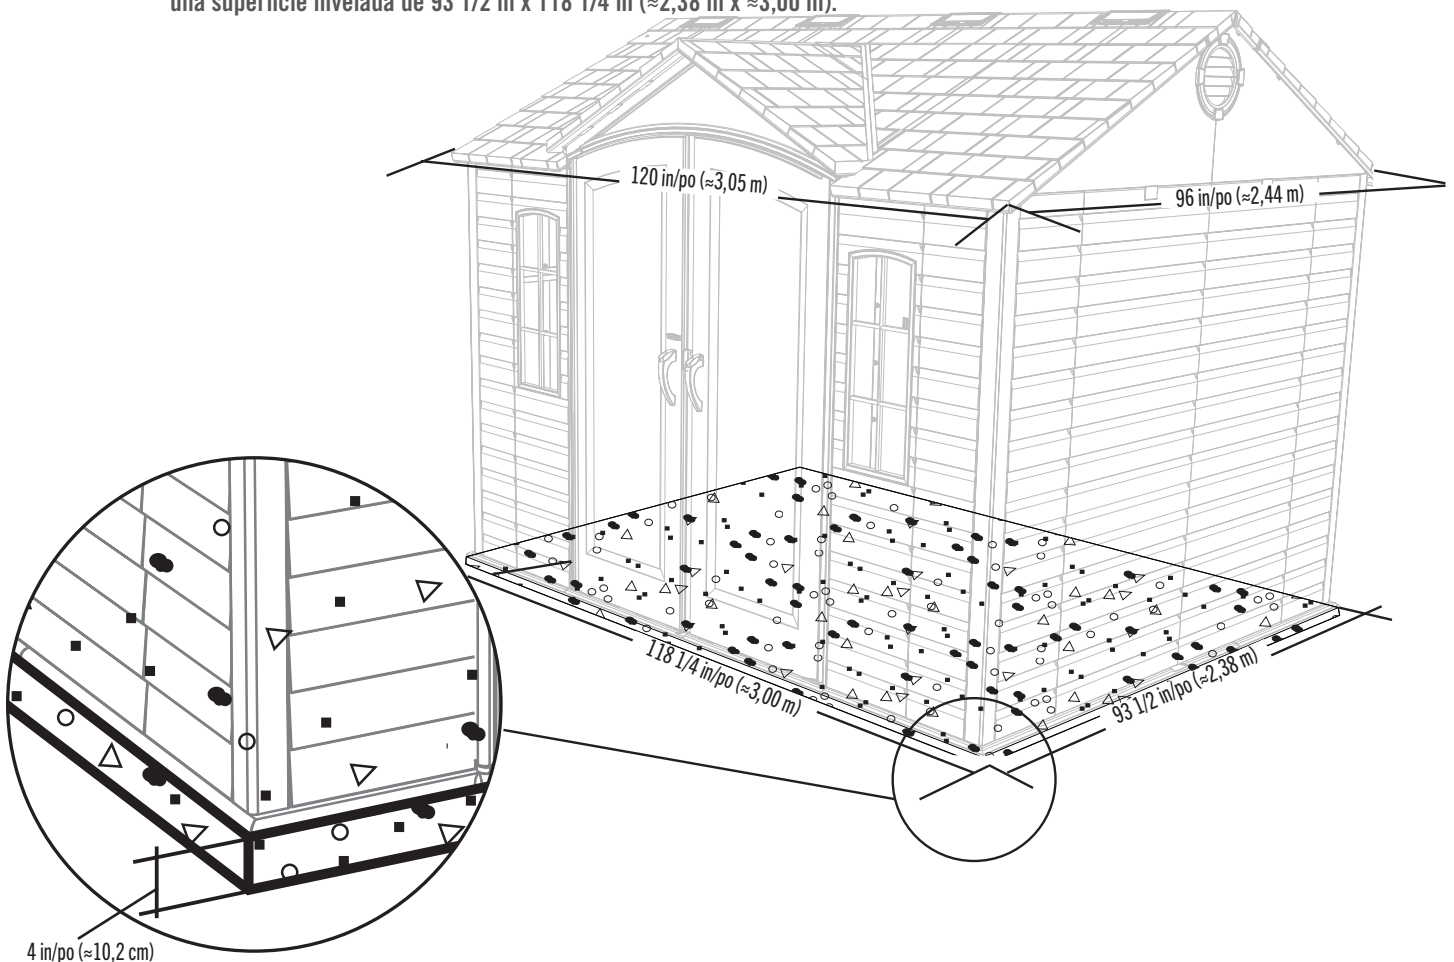 una superficie nivelada de 93 1/2 m x 118 1/4 m (≈2,38 m x ≈3,00 m).
120 in/po (≈3,05 m)
96 in/po (≈2,44 m)
118 1/4 in/po (≈3,00 m)
93 1/2 in/po (≈2,38 m)
4 in/po (≈10,2 cm)